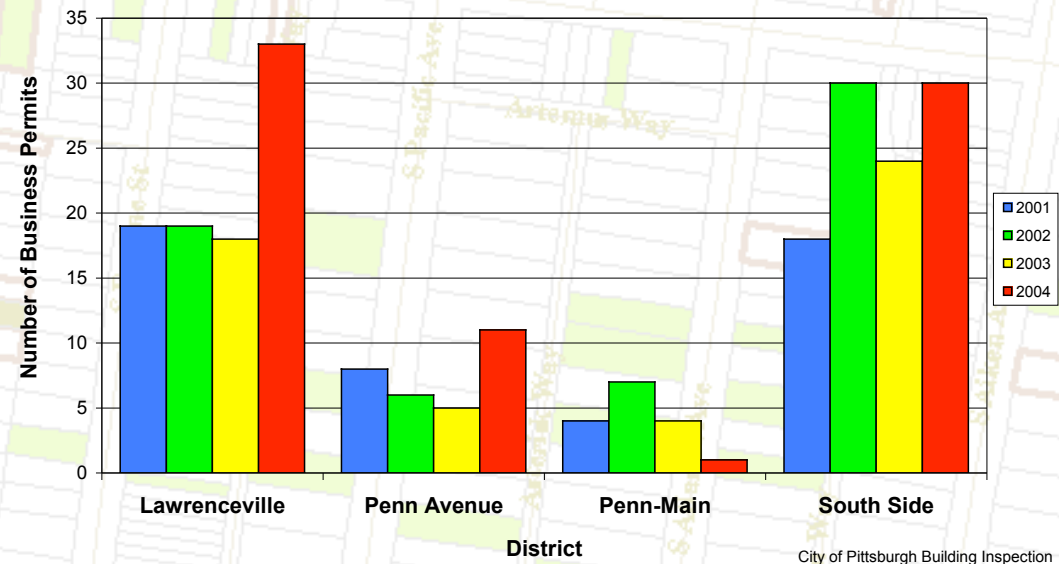 35
30
25
20
15
10
5
0
Number of Business Permits
S Pacific Ave
Artemus Way
2001
2002
2003
2004
Lawrenceville
Penn Avenue
Penn-Main
South Side
District
City of Pittsburgh Building Inspection